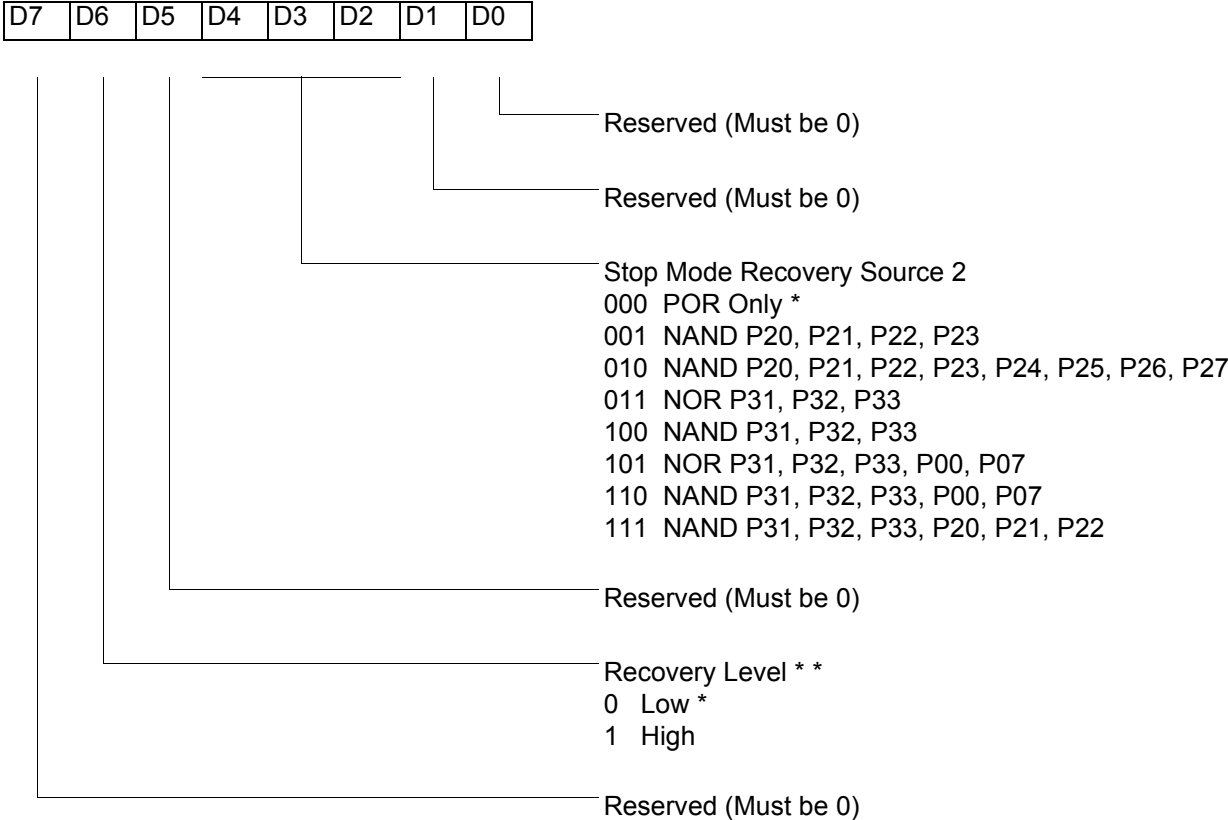 D7 D6 D5 D4 D3 D2 D1 D0
Reserved (Must be 0)
Reserved (Must be 0)
Stop Mode Recovery Source 2
000 POR Only *
001 NAND P20, P21, P22, P23
010 NAND P20, P21, P22, P23, P24, P25, P26, P27
011 NOR P31, P32, P33
100 NAND P31, P32, P33
101 NOR P31, P32, P33, P00, P07
110 NAND P31, P32, P33, P00, P07
111 NAND P31, P32, P33, P20, P21, P22
Reserved (Must be 0)
Recovery Level * *
0 Low *
1 High
Reserved (Must be 0)